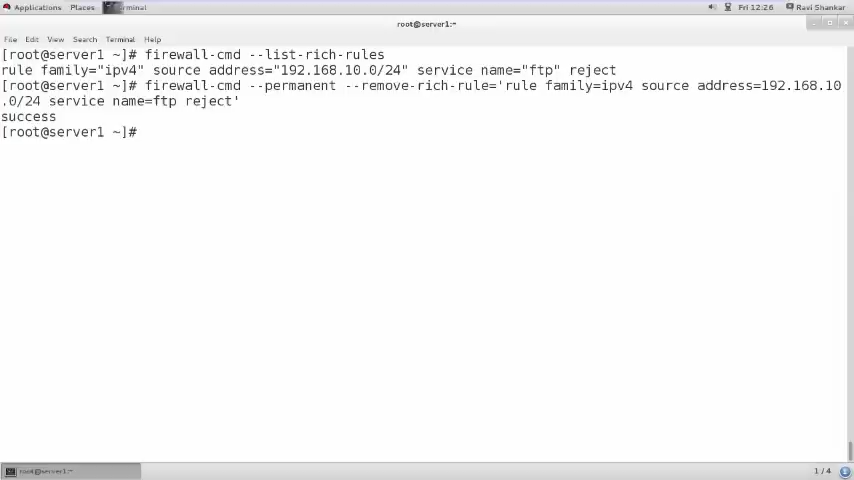 Applications Places Terminal Fri 12:26 Ravi Shankar
root@server1:~
File Edit View Search Terminal Help
[root@server1 ~]# firewall-cmd --list-rich-rules
rule family="ipv4" source address="192.168.10.0/24" service name="ftp" reject
[root@server1 ~]# firewall-cmd --permanent --remove-rich-rule='rule family=ipv4 source address=192.168.10
.0/24 service name=ftp reject'
success
[root@server1 ~]#
root@server1:~ 1 / 4